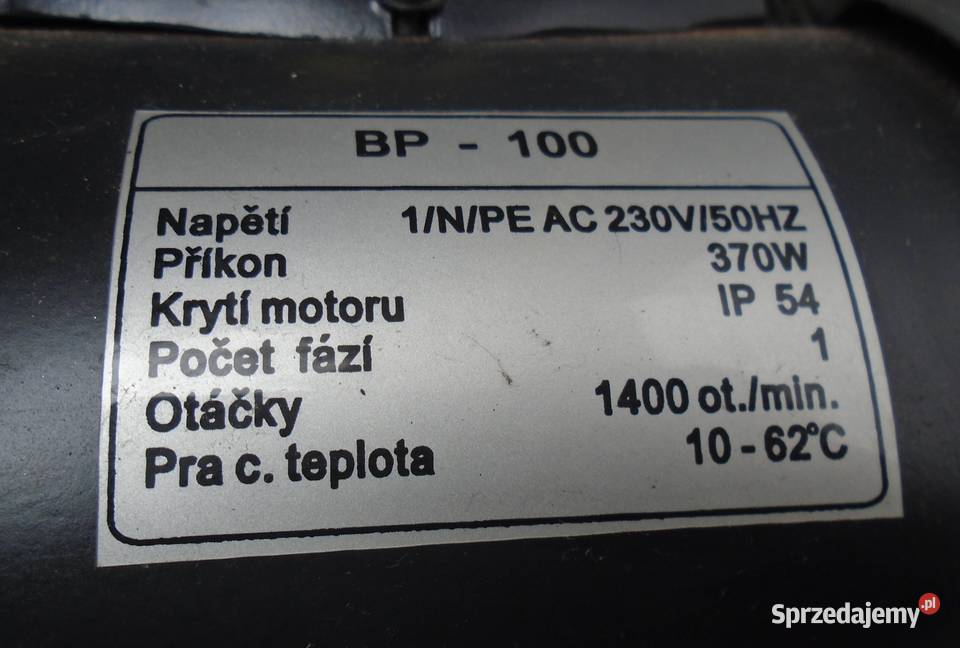 BP - 100
Napětí 1/N/PE AC 230V/50HZ
Příkon 370W
Krytí motoru IP 54
Počet fází 1
Otáčky 1400 ot./min.
Pra c. teplota 10 - 62°C
Sprzedajemy.pl